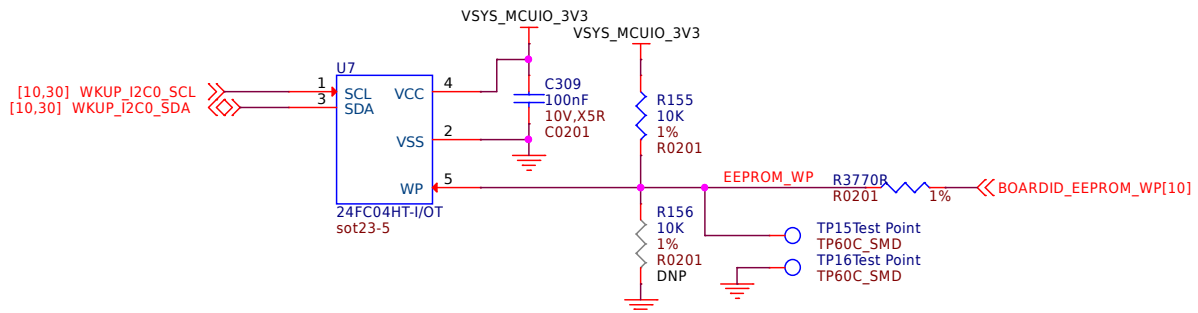 VSYS_MCUIO_3V3
VSYS_MCUIO_3V3
U7
[10,30] WKUP_I2C0_SCL
[10,30] WKUP_I2C0_SDA
1
3
SCL
SDA
VCC
4
VSS
2
WP
5
24FC04HT-I/OT
sot23-5
C309
100nF
10V,X5R
C0201
R155
10K
1%
R0201
EEPROM_WP
R3770R
R0201
1%
BOARDID_EEPROM_WP[10]
R156
10K
1%
R0201
DNP
TP15Test Point
TP60C_SMD
TP16Test Point
TP60C_SMD